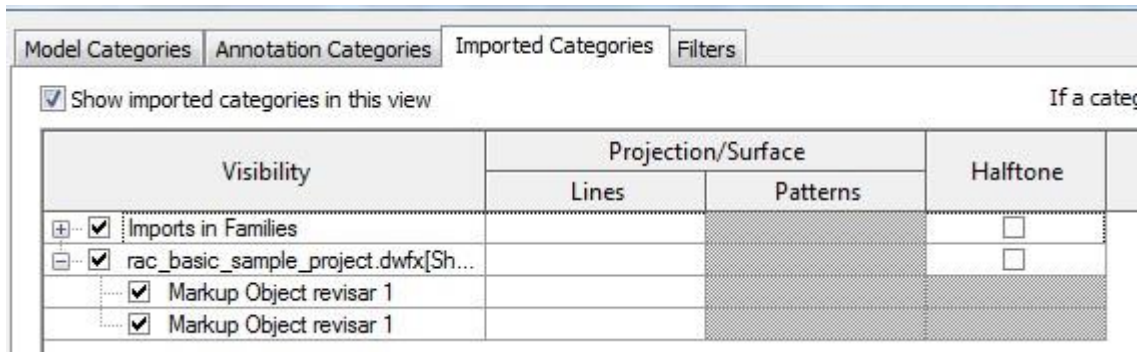 Model Categories Annotation Categories Imported Categories Filters
Show imported categories in this view If a
Visibility Projection/Surface Halftone
Lines Patterns
Imports in Families
rac_basic_sample_project.dwfx[Sh...
Markup Object revisar 1
Markup Object revisar 1